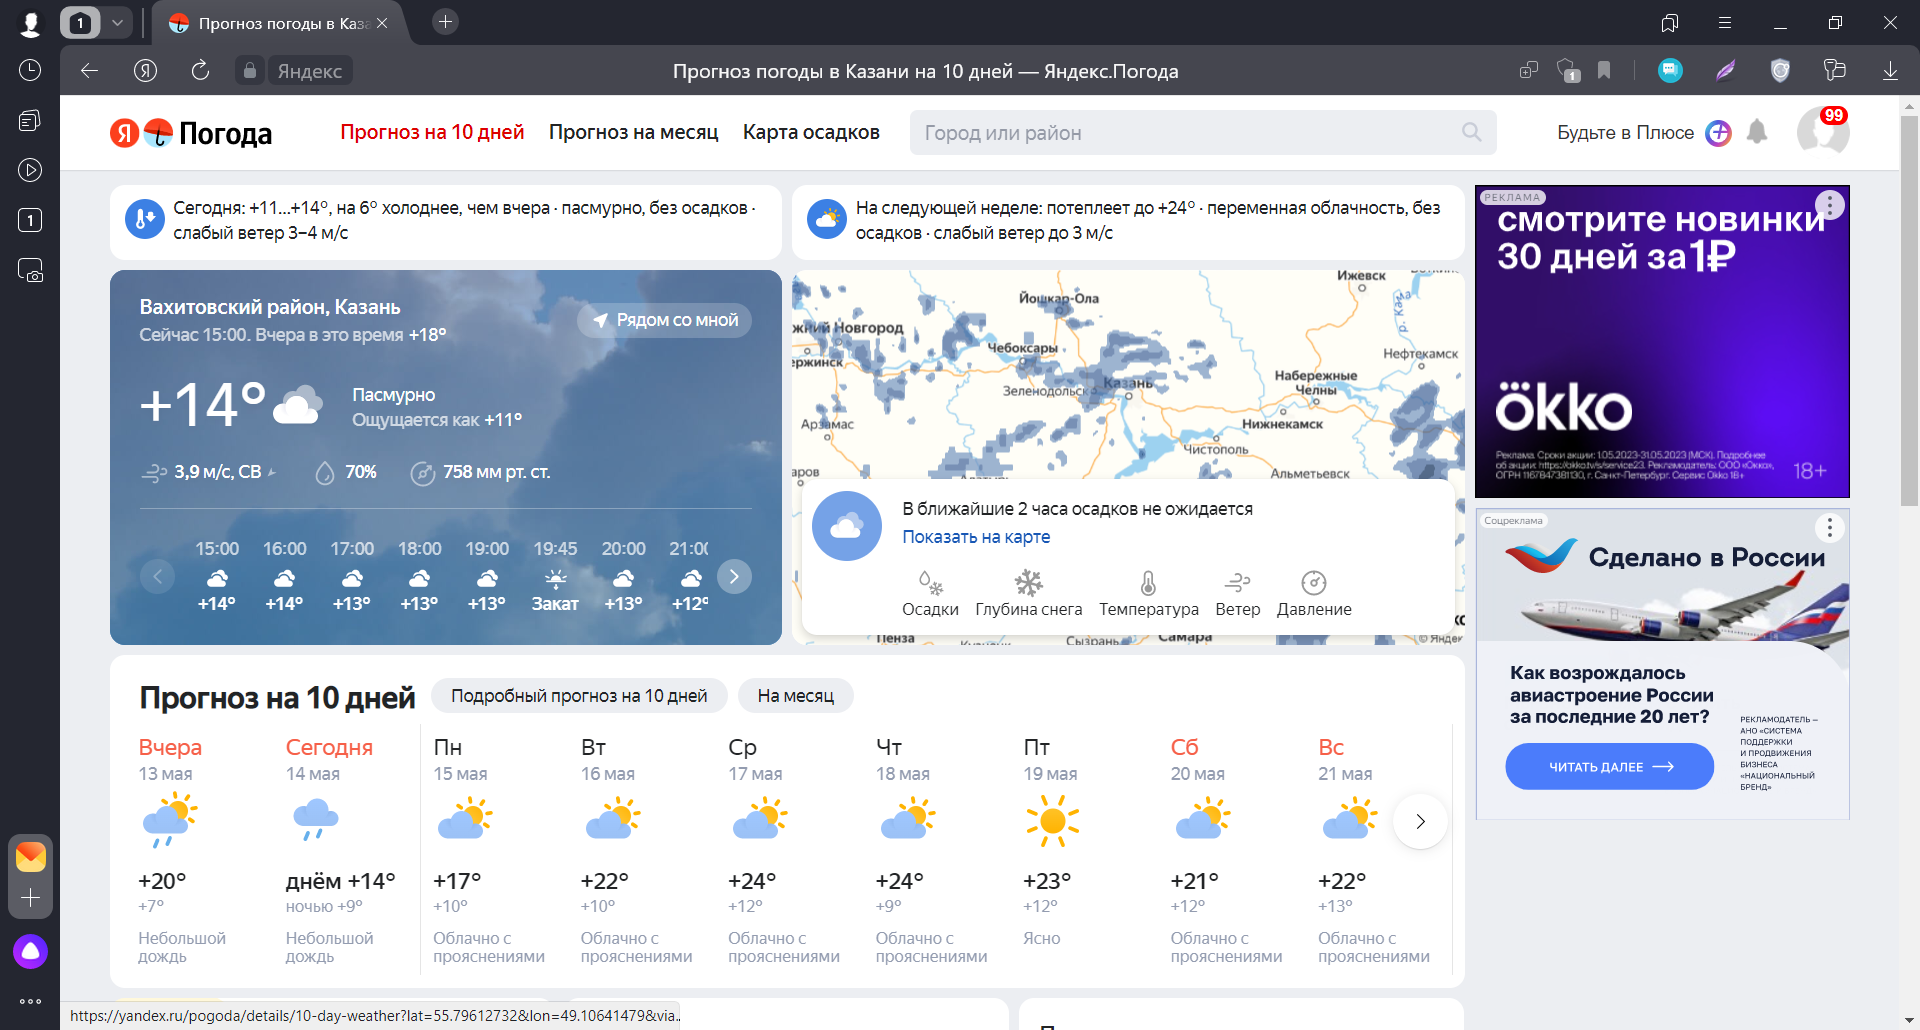 1
Прогноз погоды в Каза
Яндекс
Прогноз погоды в Казани на 10 дней — Яндекс.Погода
1
1
Я Погода
Прогноз на 10 дней
Прогноз на месяц
Карта осадков
Город или район
Будьте в Плюсе
99
Сегодня: +11…+14°, на 6° холоднее, чем вчера · пасмурно, без осадков ·
слабый ветер 3–4 м/с
На следующей неделе: потеплеет до +24° · переменная облачность, без
осадков · слабый ветер до 3 м/с
Вахитовский район, Казань
Сейчас 15:00. Вчера в это время +18°
Рядом со мной
+14°
Пасмурно
Ощущается как +11°
3,9 м/с, СВ
70%
758 мм рт. ст.
15:00 16:00 17:00 18:00 19:00 19:45 20:00 21:00
+14° +14° +13° +13° +13° Закат +13° +12°
Ижевск
Йошкар-Ола
р. Кама
жний Новгород
Чебоксары
ержинск
Нефтекамск
Зеленодольск
Казань
Набережные
Челны
Арзамас
Нижнекамск
Чистополь
аров
Альметьевск
В ближайшие 2 часа осадков не ожидается
Показать на карте
Осадки Глубина снега Температура Ветер Давление
Пенза
Сызрань
Самара
© Яндек
РЕКЛАМА
смотрите новинки
30 дней за 1₽
ökko
Реклама. Сроки акции: 1.05.2023-31.05.2023 (МСК). Подробнее
об акции: https://okko.tv/s/service23. Рекламодатель: ООО «Окко»,
ОГРН 1167847381130, г. Санкт-Петербург. Сервис Okko 18+
18+
Соцреклама
Сделано в России
Как возрождалось
авиастроение России
за последние 20 лет?
ЧИТАТЬ ДАЛЕЕ
РЕКЛАМОДАТЕЛЬ —
АНО «СИСТЕМА
ПОДДЕРЖКИ
И ПРОДВИЖЕНИЯ
БИЗНЕСА
«НАЦИОНАЛЬНЫЙ
БРЕНД»
Прогноз на 10 дней
Подробный прогноз на 10 дней
На месяц
Вчера Сегодня Пн Вт Ср Чт Пт Сб Вс
13 мая 14 мая 15 мая 16 мая 17 мая 18 мая 19 мая 20 мая 21 мая
+20° днём +14° +17° +22° +24° +24° +23° +21° +22°
+7° ночью +9° +10° +10° +12° +9° +12° +12° +13°
Небольшой Небольшой Облачно с Облачно с Облачно с Облачно с Ясно Облачно с Облачно с
дождь дождь прояснениями прояснениями прояснениями прояснениями прояснениями прояснениями
https://yandex.ru/pogoda/details/10-day-weather?lat=55.79612732&lon=49.10641479&via…